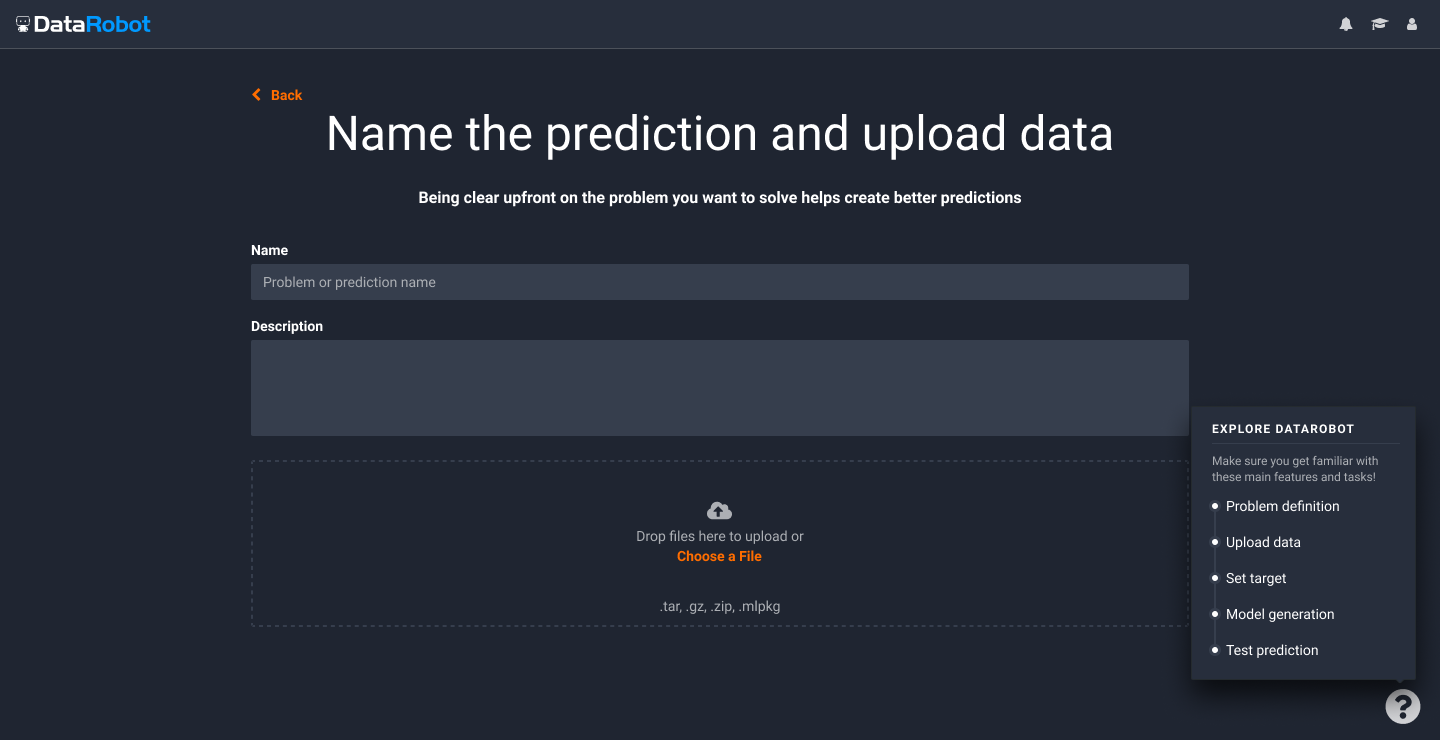 DataRobot
Back
Name the prediction and upload data
Being clear upfront on the problem you want to solve helps create better predictions
Name
Problem or prediction name
Description
Drop files here to upload or
Choose a File
.tar, .gz, .zip, .mlpkg
EXPLORE DATAROBOT
Make sure you get familiar with
these main features and tasks!
Problem definition
Upload data
Set target
Model generation
Test prediction
?